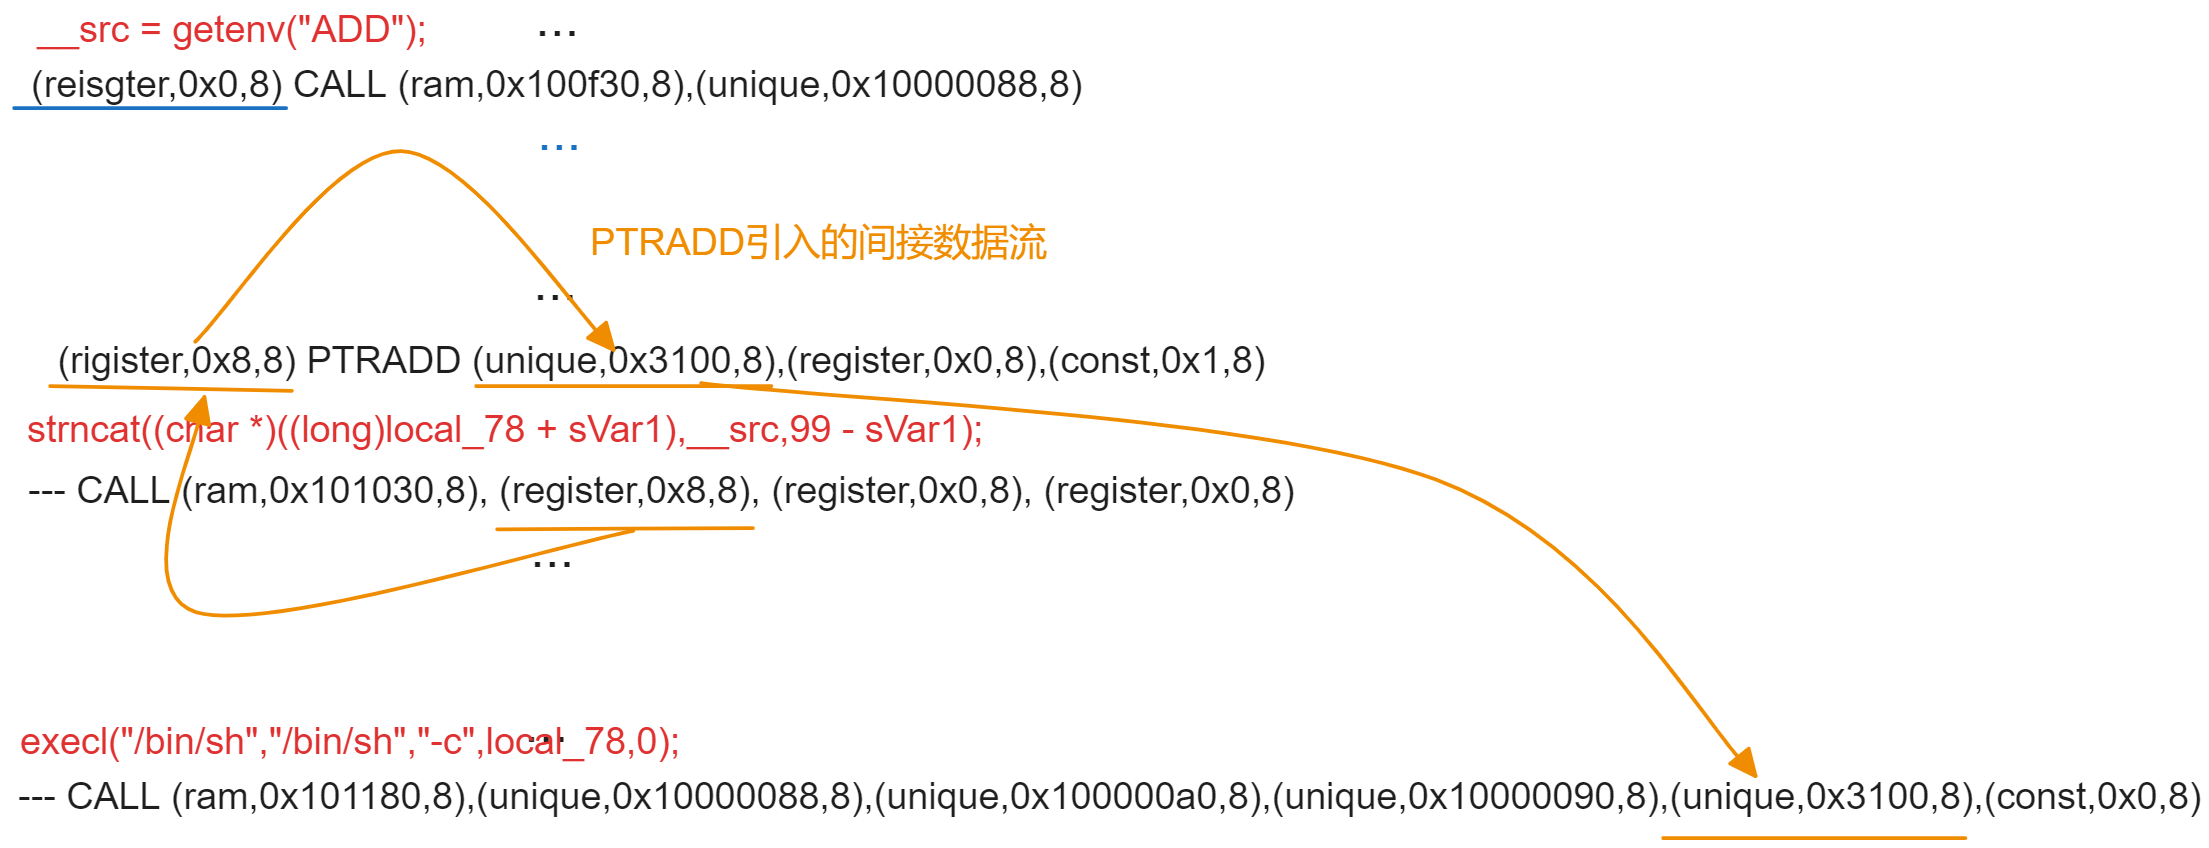 __src = getenv("ADD");
...
(reisgter,0x0,8) CALL (ram,0x100f30,8),(unique,0x10000088,8)
...
PTRADD引入的间接数据流
...
(rigister,0x8,8) PTRADD (unique,0x3100,8),(register,0x0,8),(const,0x1,8)
strncat((char *)((long)local_78 + sVar1),__src,99 - sVar1);
--- CALL (ram,0x101030,8), (register,0x8,8), (register,0x0,8), (register,0x0,8)
...
execl("/bin/sh","/bin/sh","-c",local_78,0);
...
--- CALL (ram,0x101180,8),(unique,0x10000088,8),(unique,0x100000a0,8),(unique,0x10000090,8),(unique,0x3100,8),(const,0x0,8)